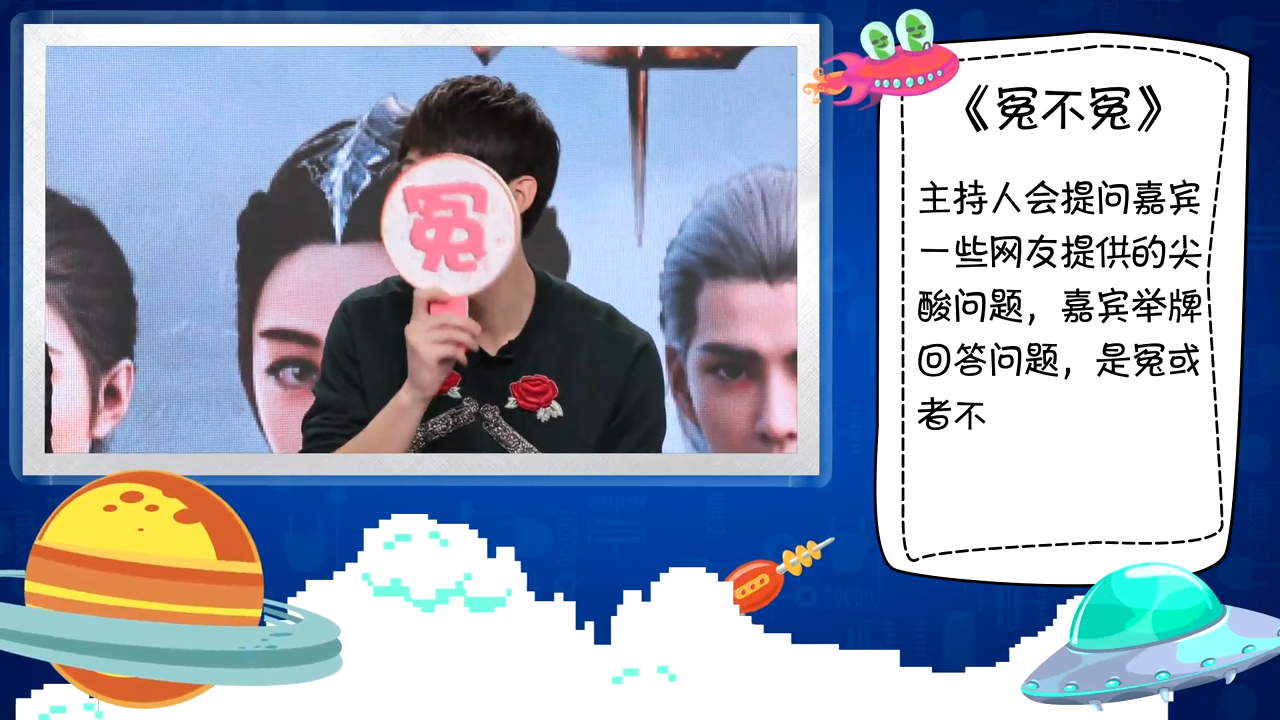 冤
《冤不冤》
主持人会提问嘉宾
一些网友提供的尖
酸问题，嘉宾举牌
回答问题，是冤或
者不